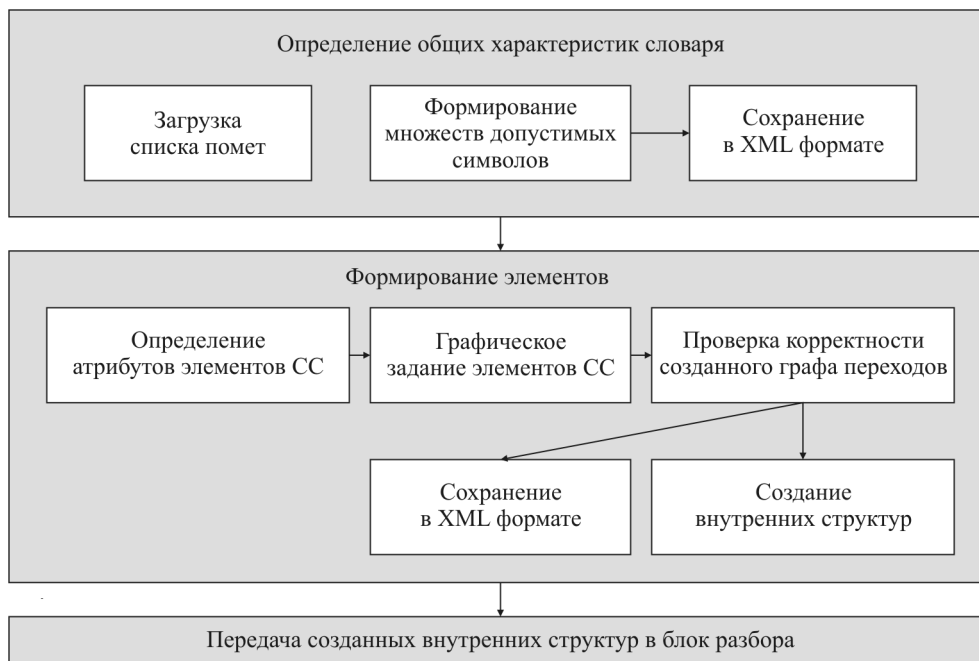 Определение общих характеристик словаря
Загрузка
списка помет
Формирование
множеств допустимых
символов
Сохранение
в XML формате
Формирование элементов
Определение
атрибутов элементов СС
Графическое
задание элементов СС
Проверка корректности
созданного графа переходов
Сохранение
в XML формате
Создание
внутренних структур
Передача созданных внутренних структур в блок разбора